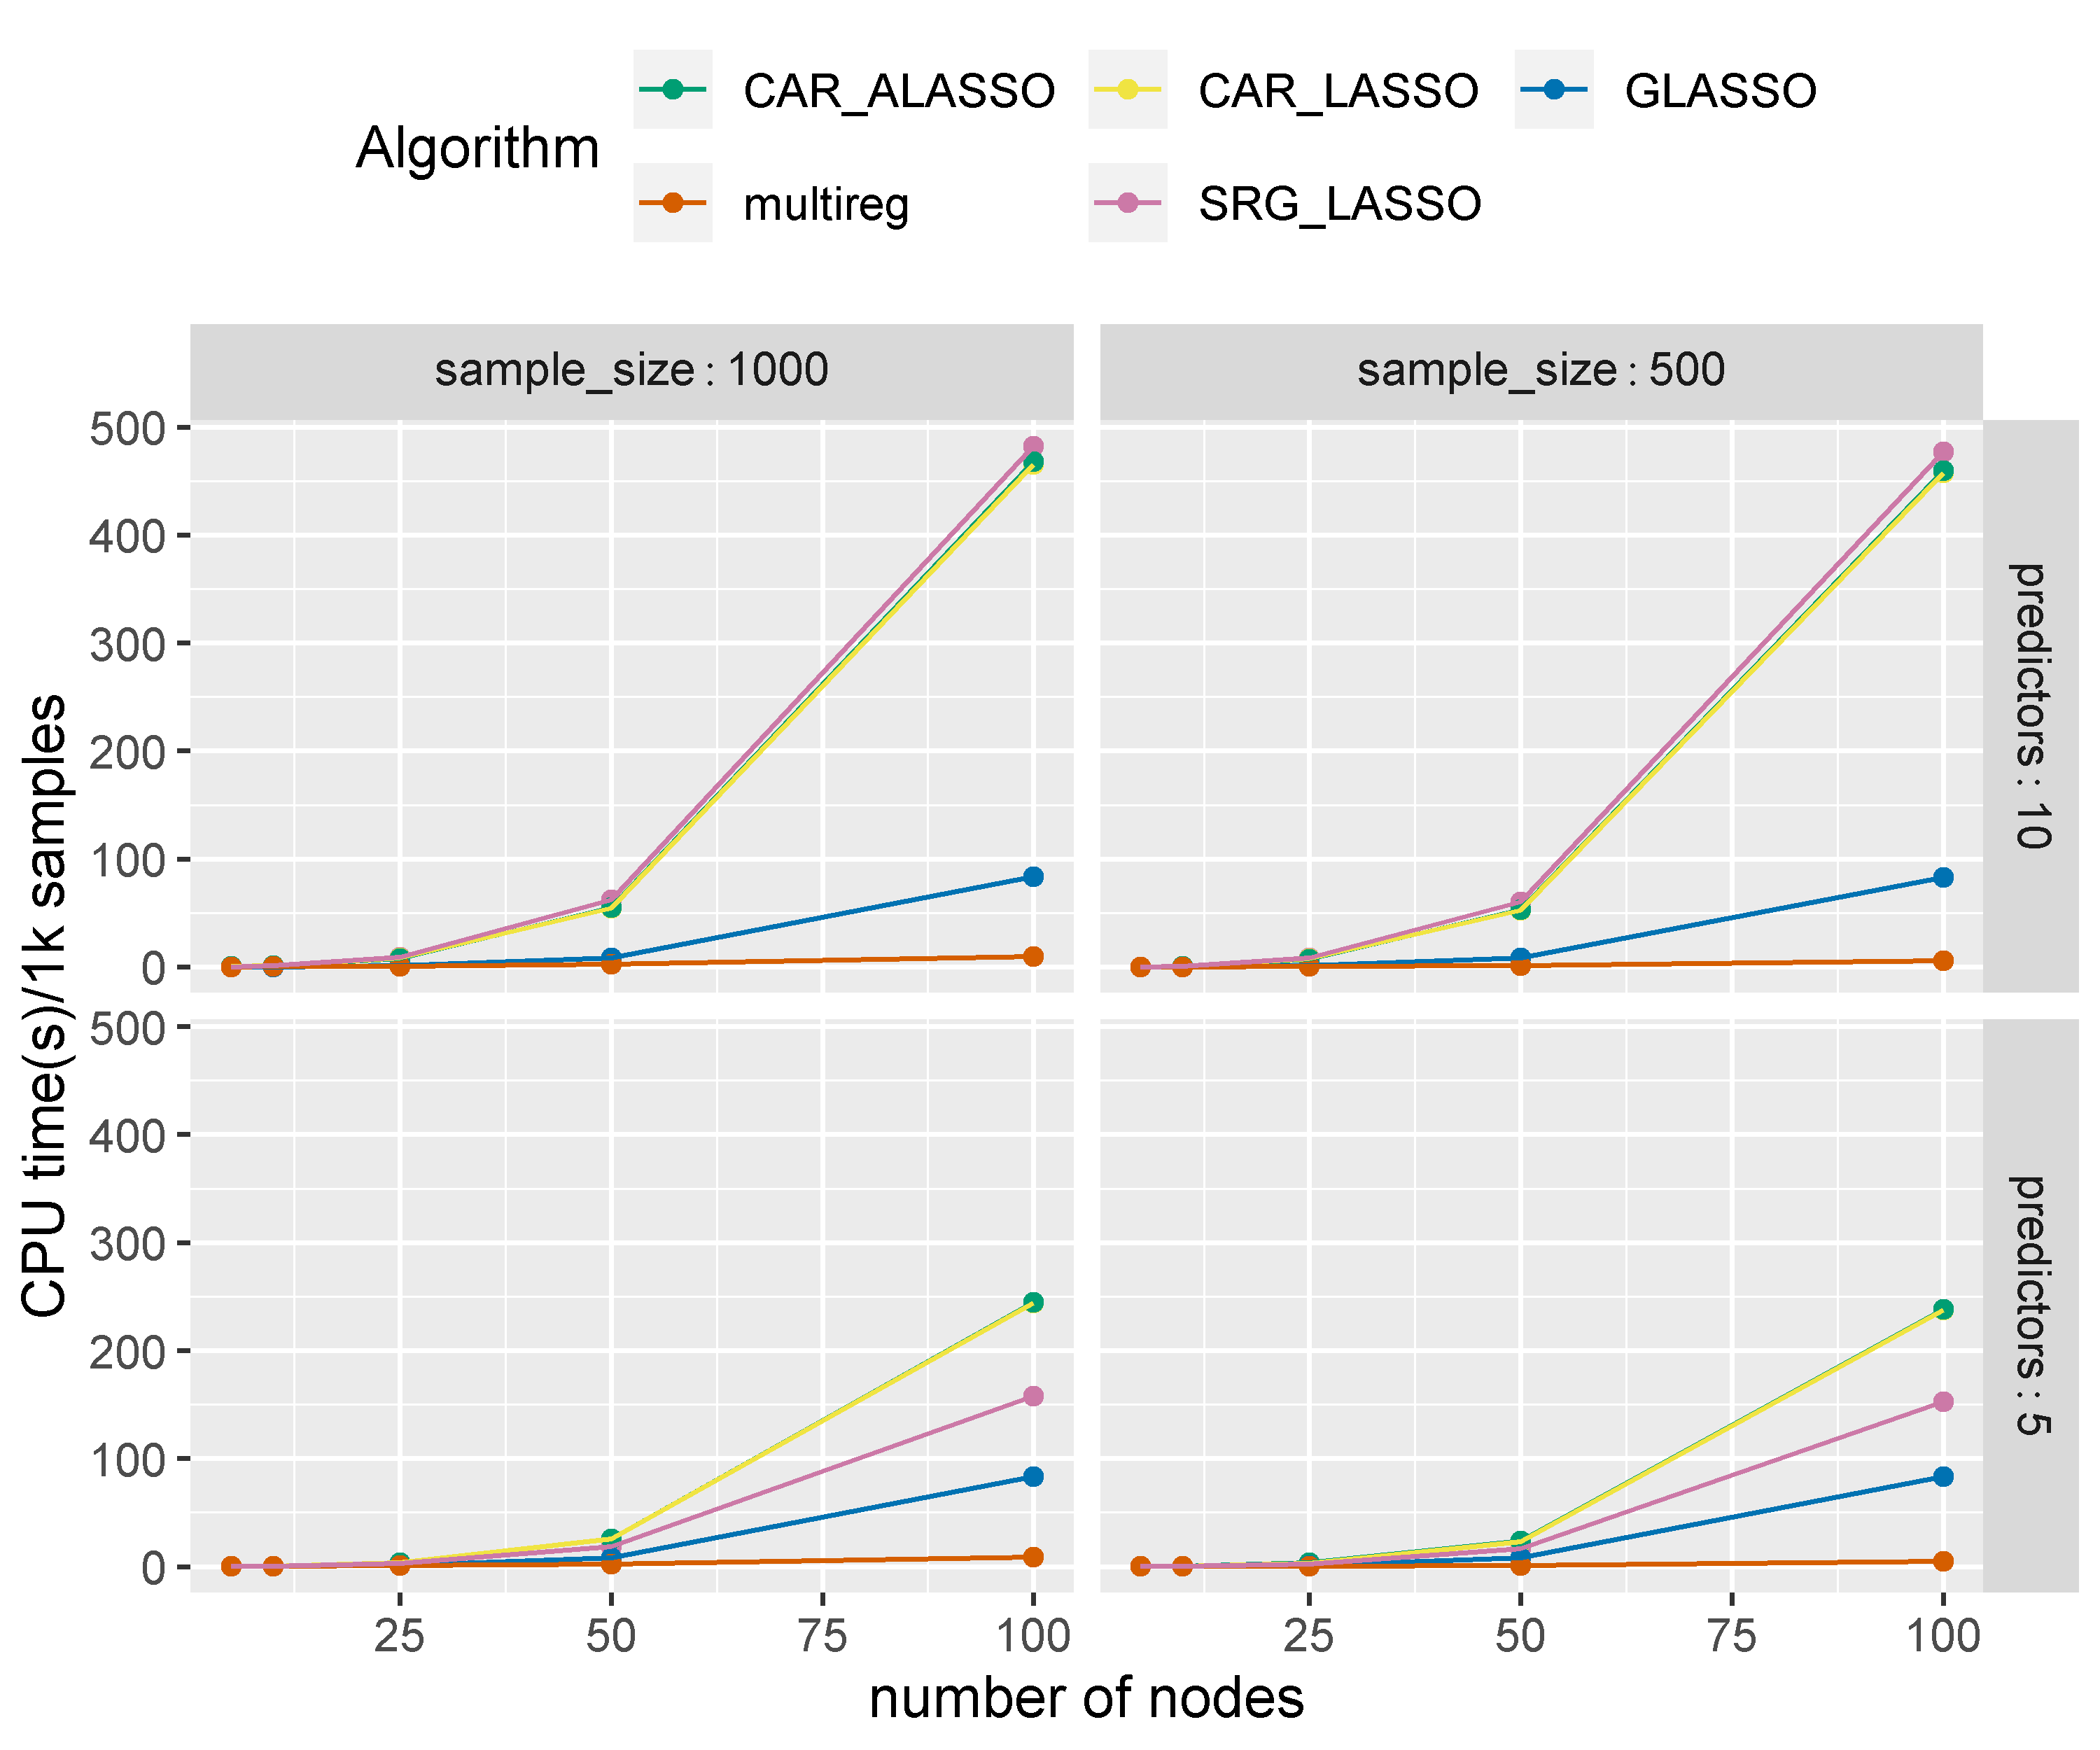 Algorithm
CAR_ALASSO
CAR_LASSO
GLASSO
multireg
SRG_LASSO
sample_size : 1000
sample_size : 500
500
400
300
200
100
0
predictors : 10
500
400
300
200
100
0
predictors : 5
CPU time(s)/1k samples
25 50 75 100
25 50 75 100
number of nodes